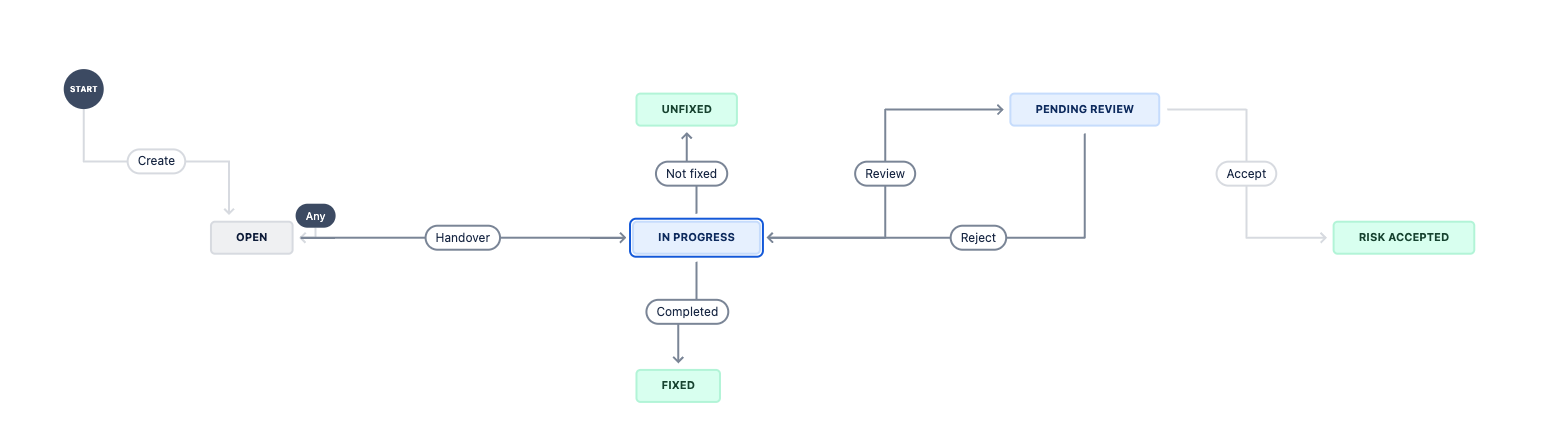 START
UNFIXED
PENDING REVIEW
Create
Not fixed
Review
Accept
Any
OPEN
Handover
IN PROGRESS
Reject
RISK ACCEPTED
Completed
FIXED